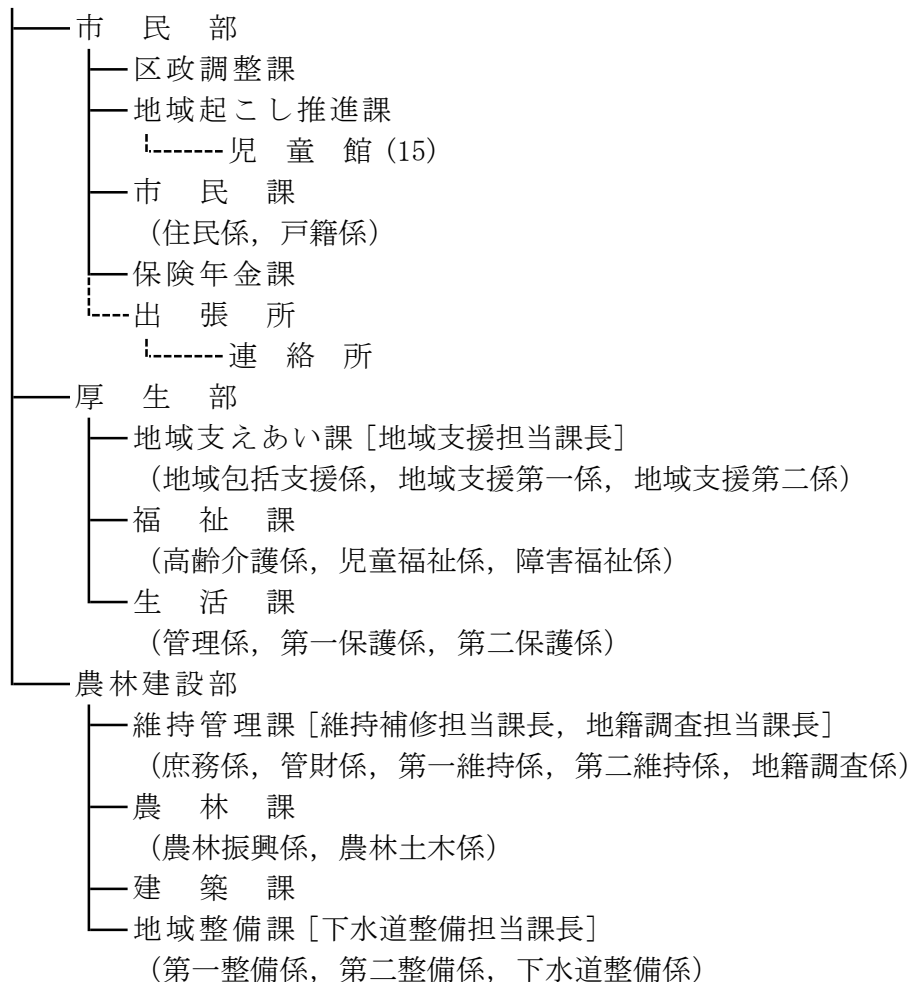 市民部
区政調整課
地域起こし推進課
児童館(15)
市民課
(住民係，戸籍係)
保険年金課
出張所
連絡所
厚生部
地域支えあい課[地域支援担当課長]
(地域包括支援係，地域支援第一係，地域支援第二係)
福祉課
(高齢介護係，児童福祉係，障害福祉係)
生活課
(管理係，第一保護係，第二保護係)
農林建設部
維持管理課[維持補修担当課長，地籍調査担当課長]
(庶務係，管財係，第一維持係，第二維持係，地籍調査係)
農林課
(農林振興係，農林土木係)
建築課
地域整備課[下水道整備担当課長]
(第一整備係，第二整備係，下水道整備係)